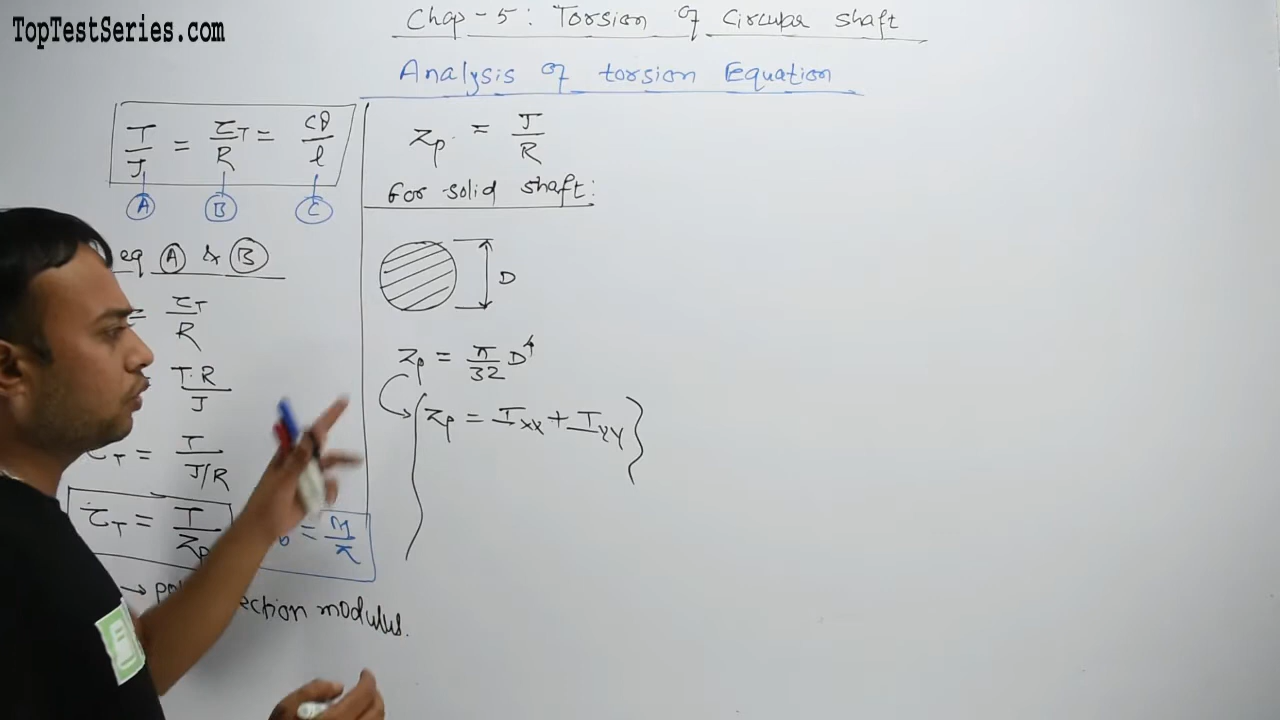 TopTestSeries.com
Chap-5: Torsion of Circular shaft
Analysis of torsion Equation
T/J = τT/R = Cθ/l
A B C
eq A & B
= τT/R
T·R/J
τT = T/J/R
τT = T/Zp
= M/Z
→ section modulus.
Zp = J/R
For solid shaft:
D
Zp = π/32 D⁴
Zp = Ixx + Iyy